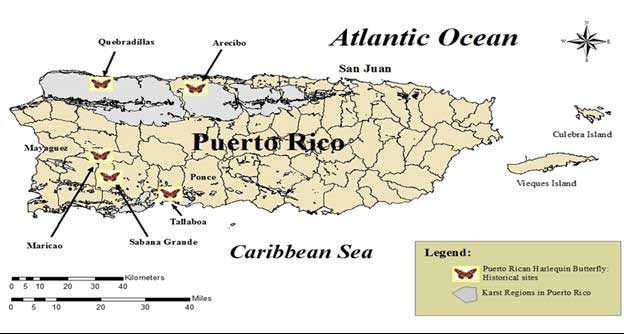 Quebradillas
Arecibo
Atlantic Ocean
San Juan
Culebra Island
Puerto Rico
Mayaguez
Vieques Island
Ponce
Tallaboa
Maricao
Sabana Grande
Caribbean Sea
Legend:
Puerto Rican Harlequin Butterfly:
Historical sites
Karst Regions in Puerto Rico
Kilometers
0 5 10 20 30 40
Miles
0 5 10 20 30 40